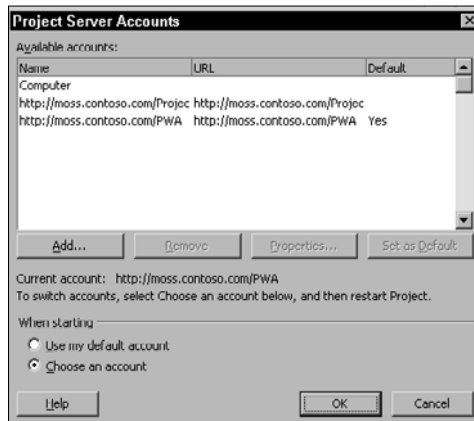 Project Server Accounts
Available accounts:
Name URL Default
Computer
http://moss.contoso.com/Projec http://moss.contoso.com/Projec
http://moss.contoso.com/PWA http://moss.contoso.com/PWA Yes
Add... Remove Properties... Set as Default
Current account: http://moss.contoso.com/PWA
To switch accounts, select Choose an account below, and then restart Project.
When starting
Use my default account
Choose an account
Help OK Cancel